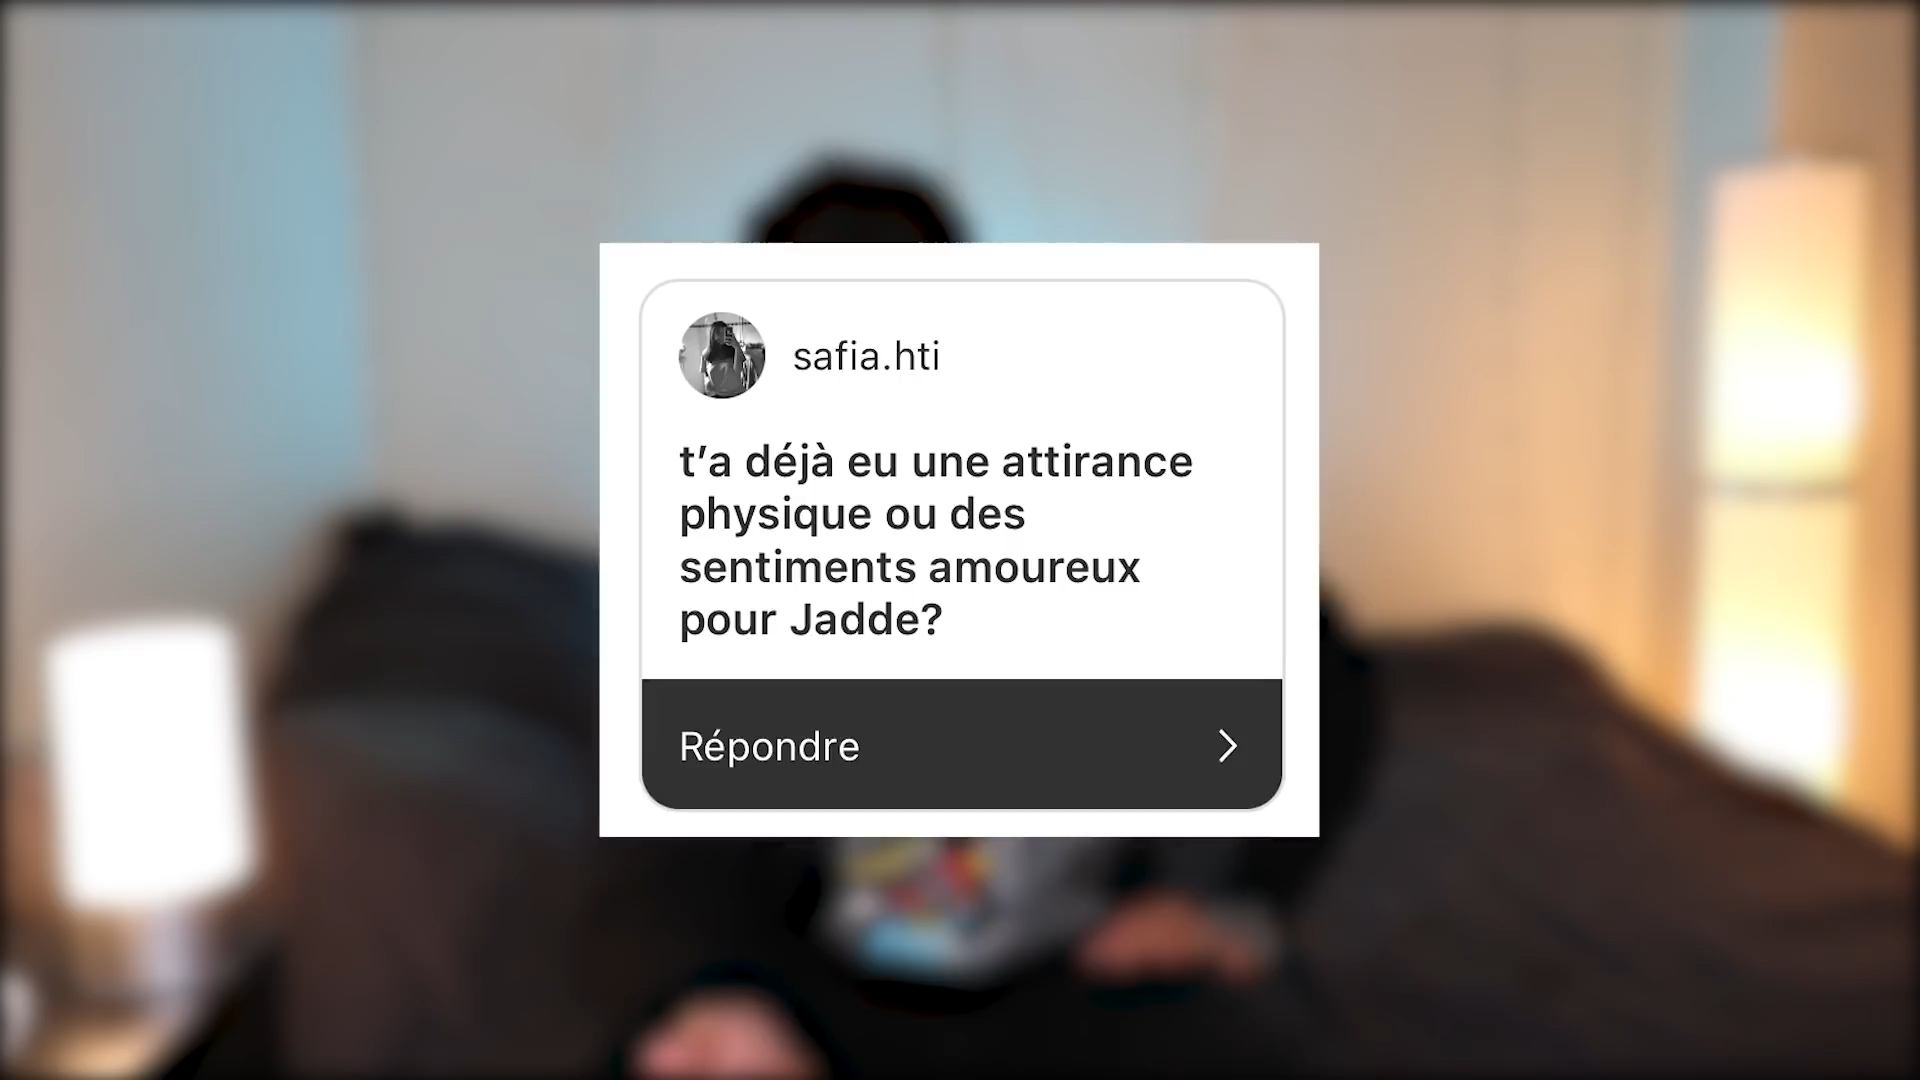 safia.hti
t’a déjà eu une attirance
physique ou des
sentiments amoureux
pour Jadde?
Répondre